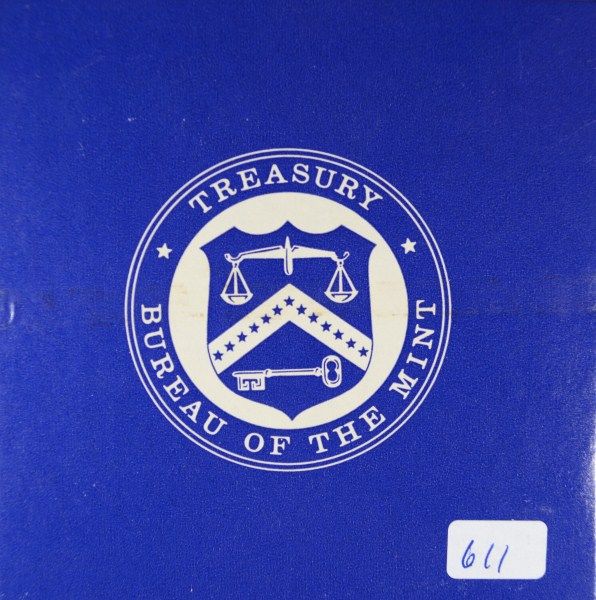 TREASURY
BUREAU OF THE MINT
611